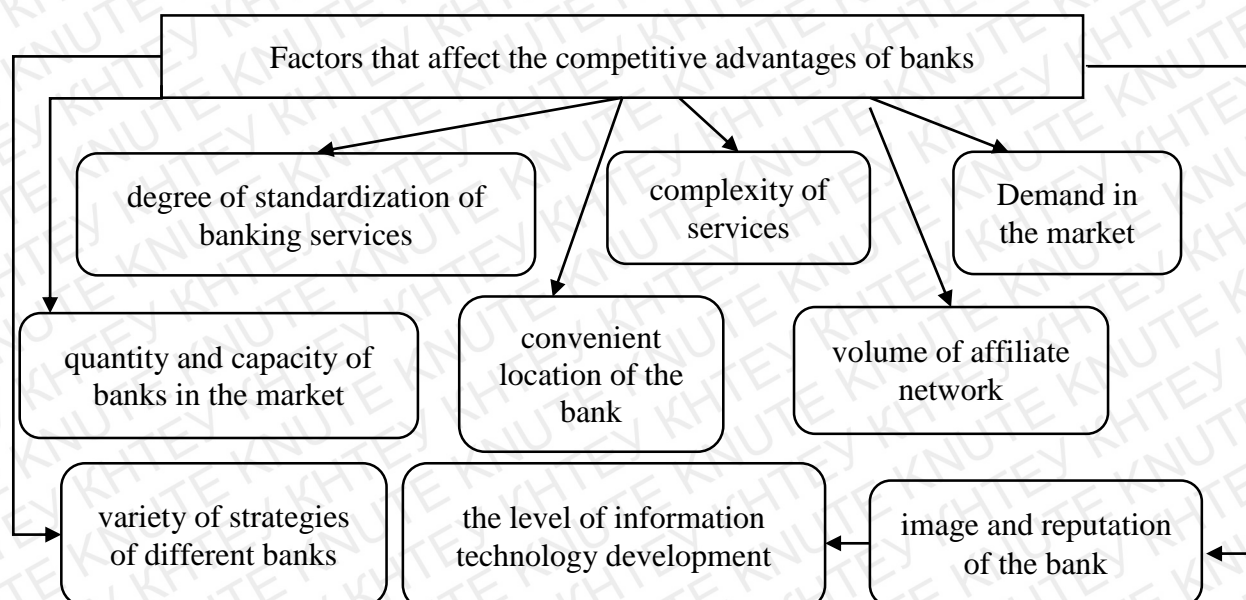 Factors that affect the competitive advantages of banks
degree of standardization of
banking services
complexity of
services
Demand in
the market
quantity and capacity of
banks in the market
convenient
location of the
bank
volume of affiliate
network
variety of strategies
of different banks
the level of information
technology development
image and reputation
of the bank